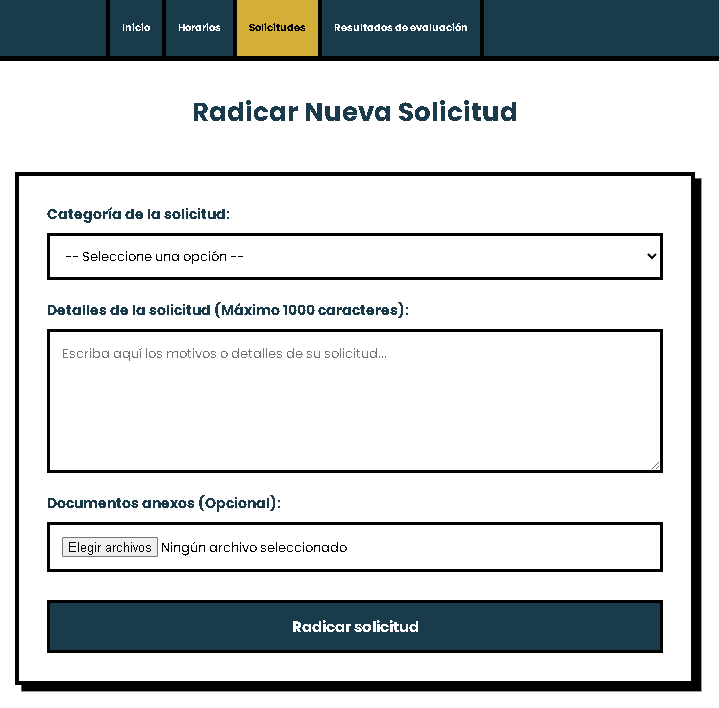 Inicio Horarios Solicitudes Resultados de evaluación
Radicar Nueva Solicitud
Categoría de la solicitud:
-- Seleccione una opción --
Detalles de la solicitud (Máximo 1000 caracteres):
Escriba aquí los motivos o detalles de su solicitud...
Documentos anexos (Opcional):
Elegir archivos Ningún archivo seleccionado
Radicar solicitud